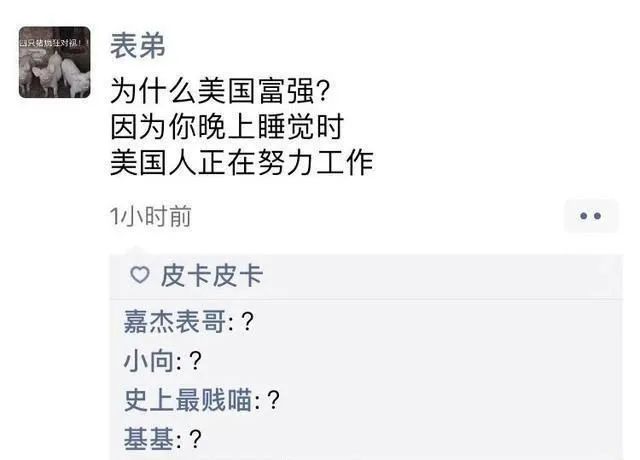 四只猪疯狂对视！！
表弟
为什么美国富强？
因为你晚上睡觉时
美国人正在努力工作
1小时前
皮卡皮卡
嘉杰表哥: ？
小向: ？
史上最贱喵: ？
基基: ？